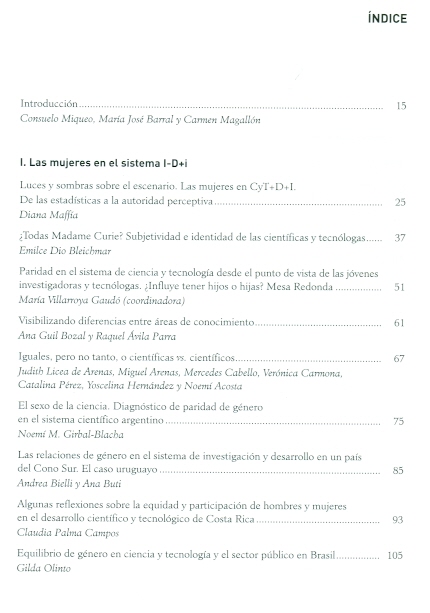 ÍNDICE
Introducción 15
Consuelo Miqueo, María José Barral y Carmen Magallón
I. Las mujeres en el sistema I-D+i
Luces y sombras sobre el escenario. Las mujeres en CyT+D+I.
De las estadísticas a la autoridad perceptiva 25
Diana Maffía
¿Todas Madame Curie? Subjetividad e identidad de las científicas y tecnólogas 37
Emilce Dio Bleichmar
Paridad en el sistema de ciencia y tecnología desde el punto de vista de las jóvenes
investigadoras y tecnólogas. ¿Influye tener hijos o hijas? Mesa Redonda 51
María Villarroya Gaudó (coordinadora)
Visibilizando diferencias entre áreas de conocimiento 61
Ana Guil Bozal y Raquel Ávila Parra
Iguales, pero no tanto, o científicas vs. científicos 67
Judith Licea de Arenas, Miguel Arenas, Mercedes Cabello, Verónica Carmona,
Catalina Pérez, Yoscelina Hernández y Noemí Acosta
El sexo de la ciencia. Diagnóstico de paridad de género
en el sistema científico argentino 75
Noemí M. Girbal-Blacha
Las relaciones de género en el sistema de investigación y desarrollo en un país
del Cono Sur. El caso uruguayo 85
Andrea Bielli y Ana Buti
Algunas reflexiones sobre la equidad y participación de hombres y mujeres
en el desarrollo científico y tecnológico de Costa Rica 93
Claudia Palma Campos
Equilibrio de género en ciencia y tecnología y el sector público en Brasil 105
Gilda Olinto